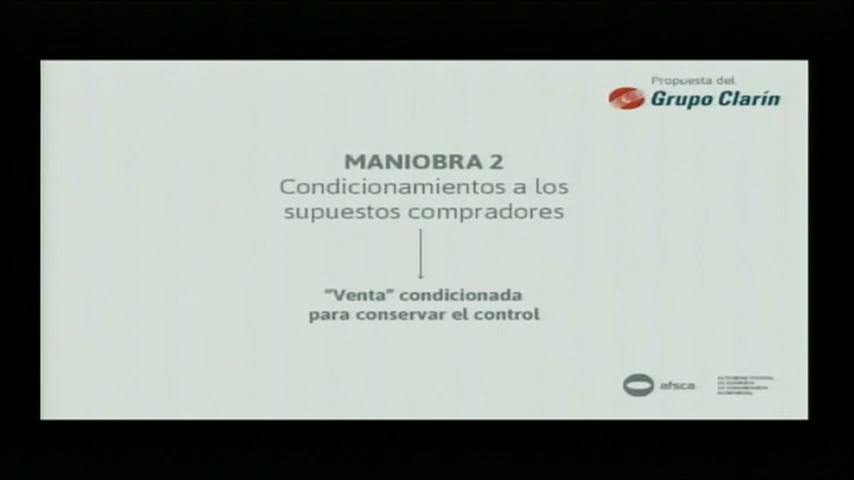 Propuesta del
Grupo Clarín
MANIOBRA 2
Condicionamientos a los
supuestos compradores
"Venta" condicionada
para conservar el control
afsca